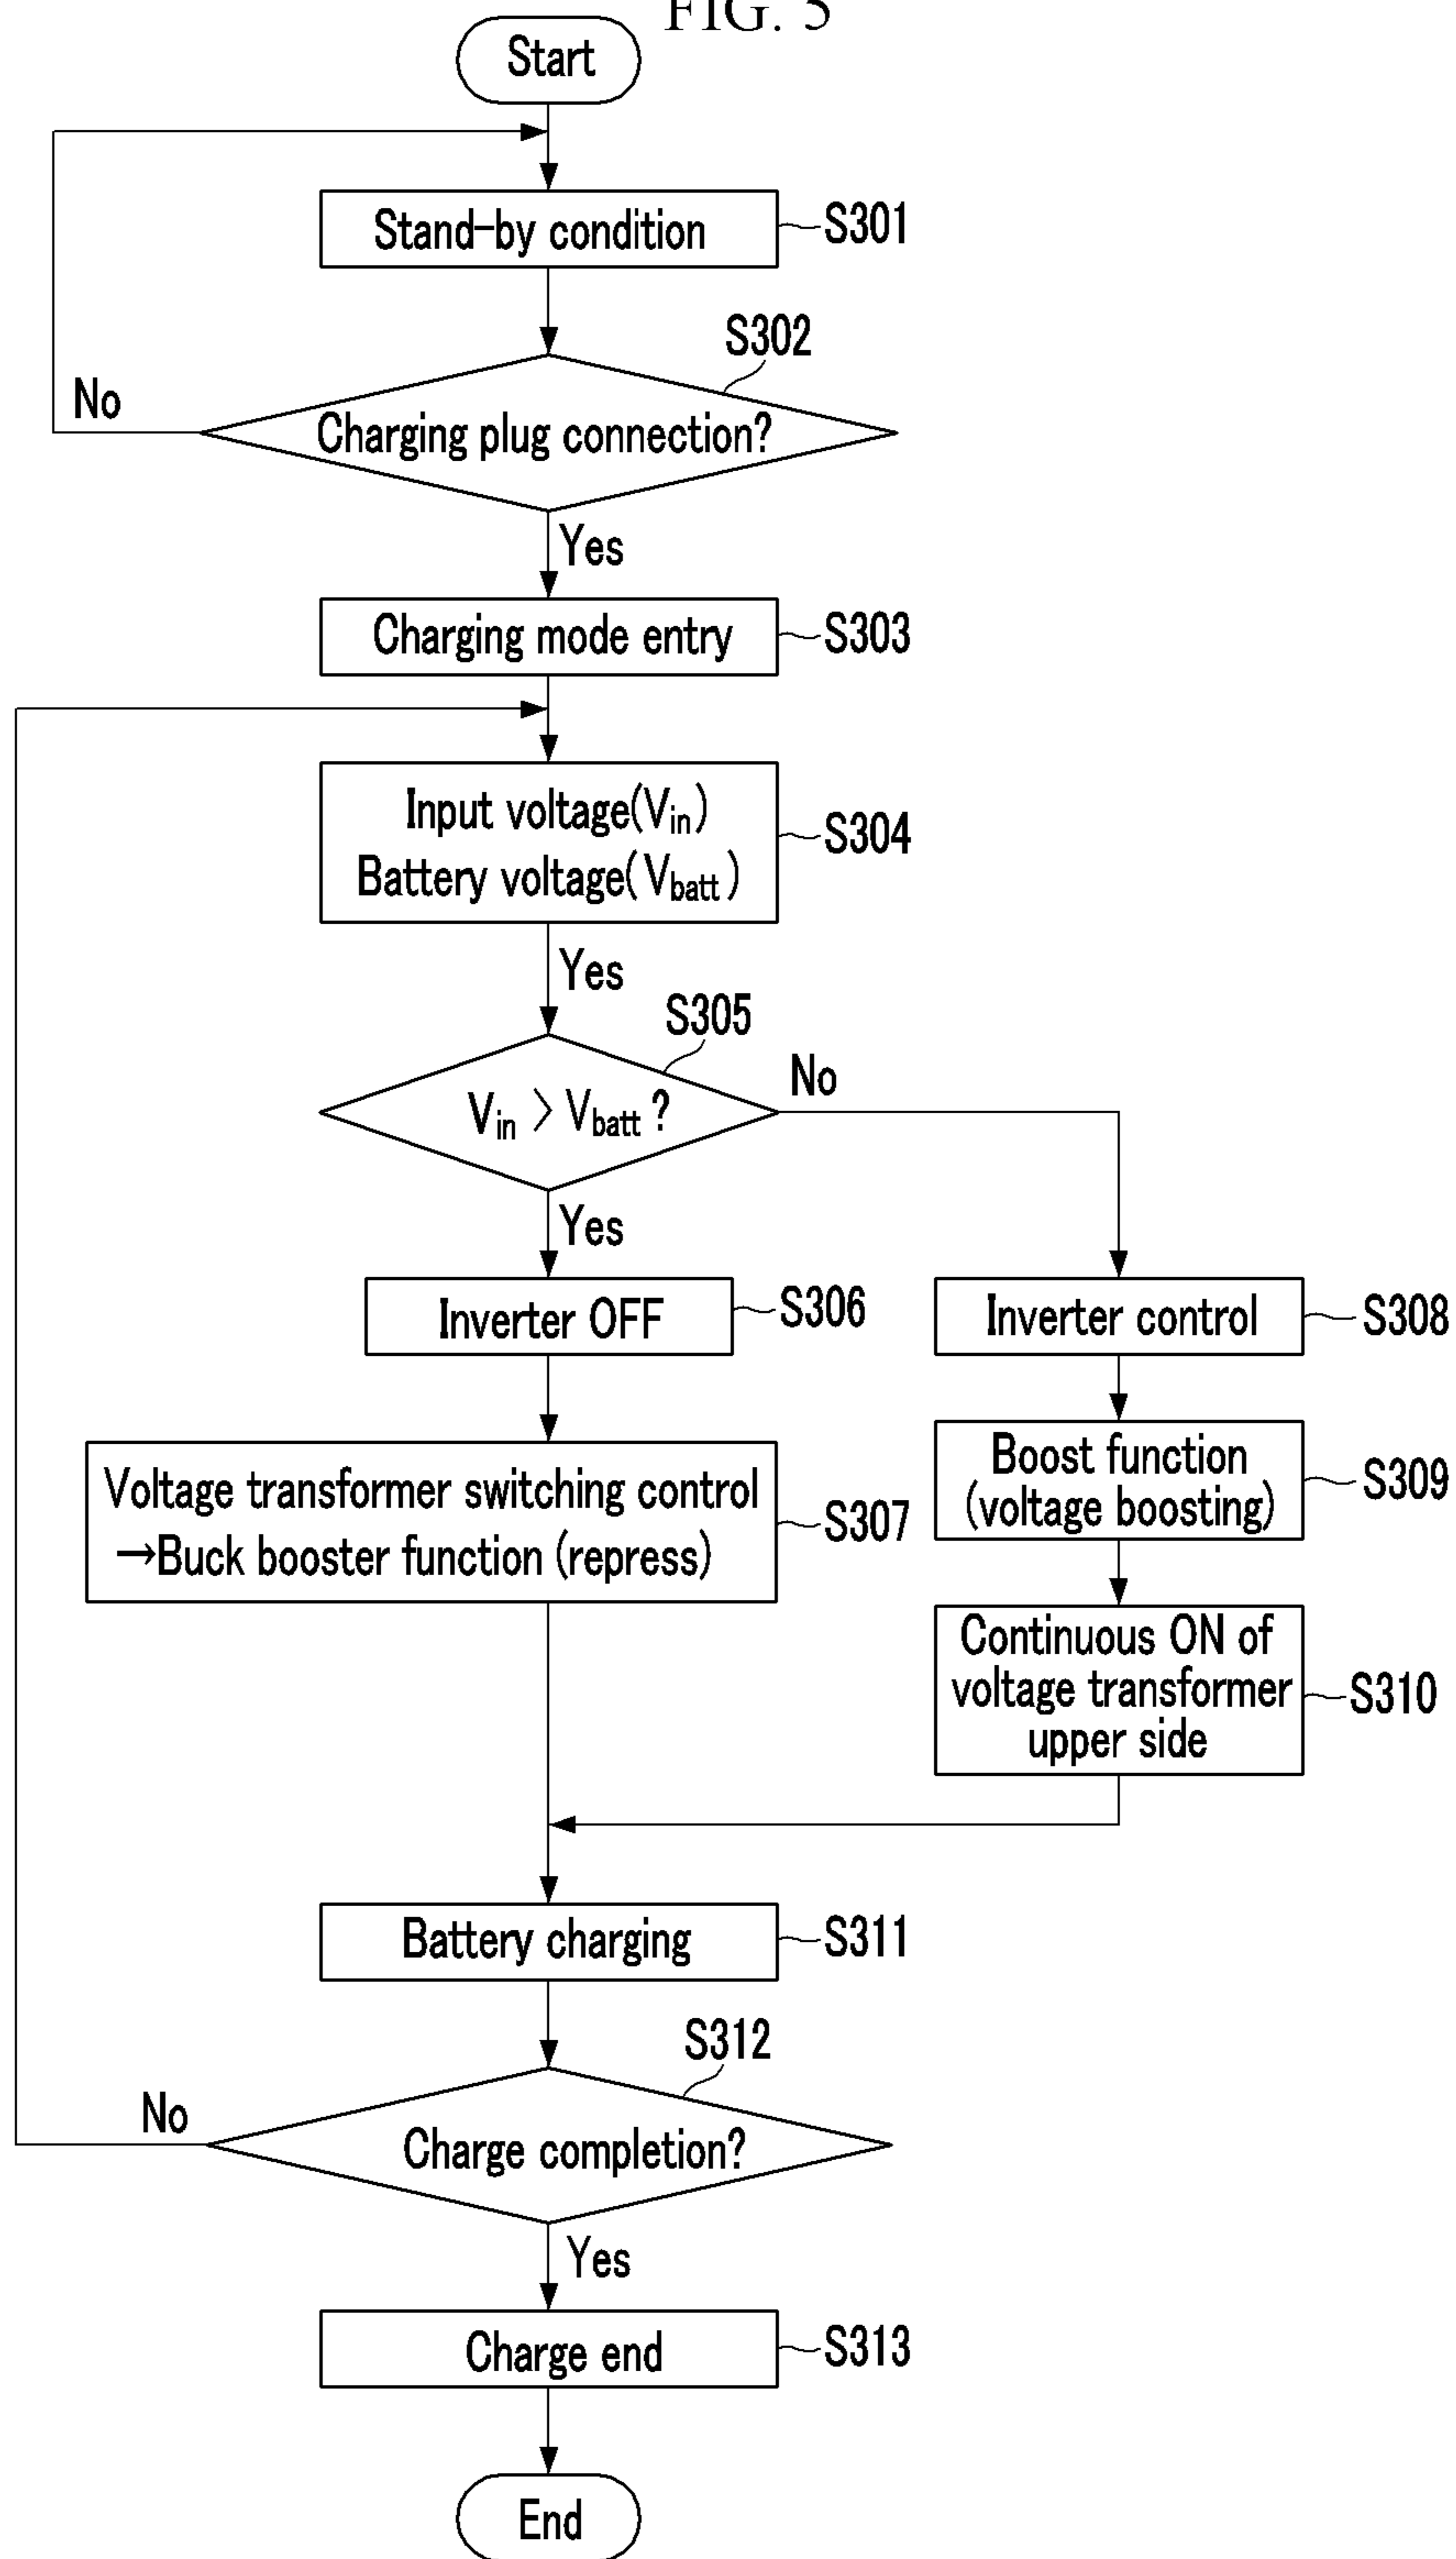 FIG. 5
Start
Stand-by condition
S301
S302
No
Charging plug connection?
Yes
Charging mode entry
S303
Input voltage(Vin)
Battery voltage(Vbatt)
S304
Yes
S305
Vin > Vbatt ?
No
Yes
Inverter OFF
S306
Inverter control
S308
Voltage transformer switching control
→Buck booster function (repress)
S307
Boost function
(voltage boosting)
S309
Continuous ON of
voltage transformer
upper side
S310
Battery charging
S311
S312
No
Charge completion?
Yes
Charge end
S313
End